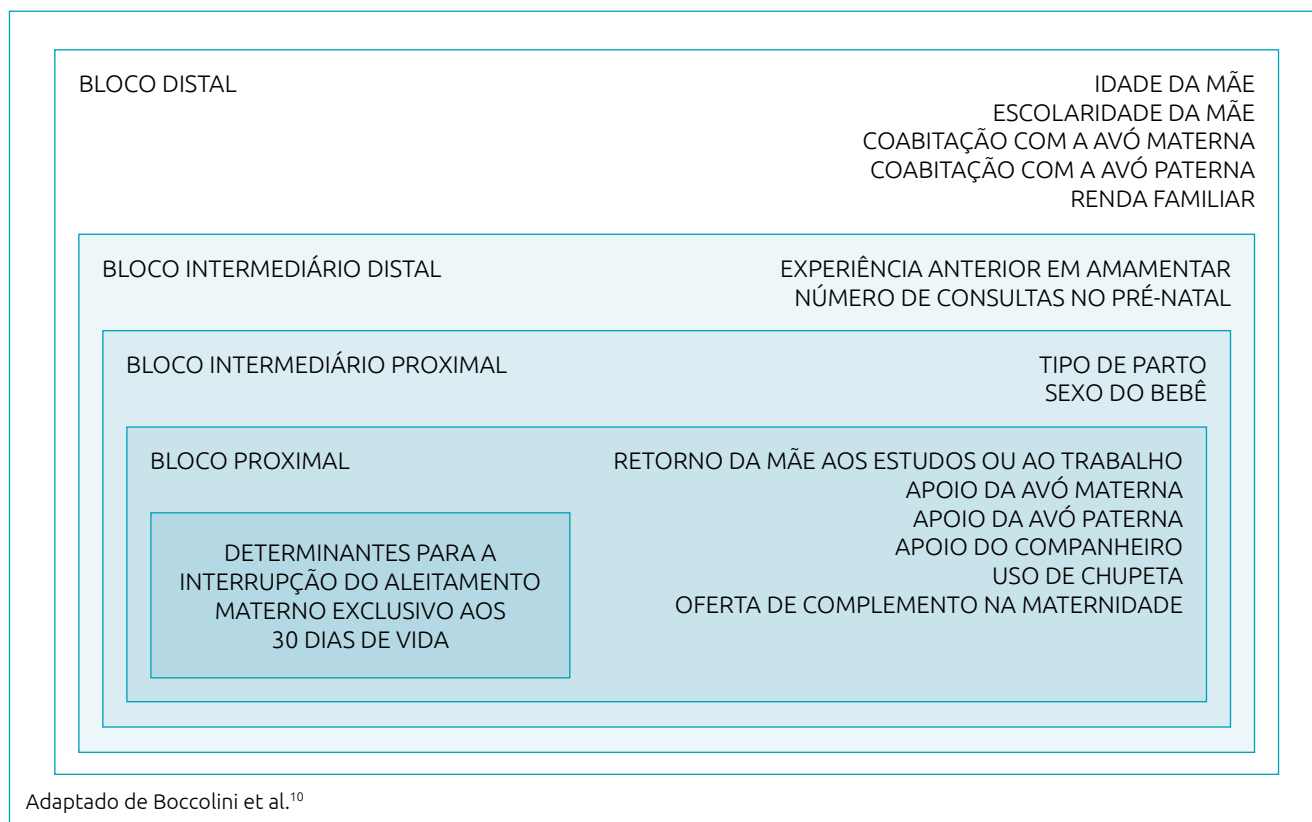 BLOCO DISTAL
IDADE DA MÃE
ESCOLARIDADE DA MÃE
COABITAÇÃO COM A AVÓ MATERNA
COABITAÇÃO COM A AVÓ PATERNA
RENDA FAMILIAR
BLOCO INTERMEDIÁRIO DISTAL
EXPERIÊNCIA ANTERIOR EM AMAMENTAR
NÚMERO DE CONSULTAS NO PRÉ-NATAL
BLOCO INTERMEDIÁRIO PROXIMAL
TIPO DE PARTO
SEXO DO BEBÊ
BLOCO PROXIMAL
RETORNO DA MÃE AOS ESTUDOS OU AO TRABALHO
APOIO DA AVÓ MATERNA
APOIO DA AVÓ PATERNA
APOIO DO COMPANHEIRO
USO DE CHUPETA
OFERTA DE COMPLEMENTO NA MATERNIDADE
DETERMINANTES PARA A
INTERRUPÇÃO DO ALEITAMENTO
MATERNO EXCLUSIVO AOS
30 DIAS DE VIDA
Adaptado de Boccolini et al.¹⁰